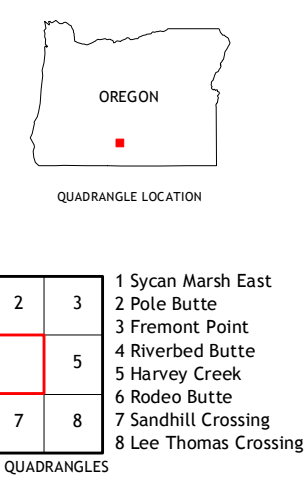 OREGON
QUADRANGLE LOCATION
2 3
5
7 8
1 Sycan Marsh East
2 Pole Butte
3 Fremont Point
4 Riverbed Butte
5 Harvey Creek
6 Rodeo Butte
7 Sandhill Crossing
8 Lee Thomas Crossing
QUADRANGLES